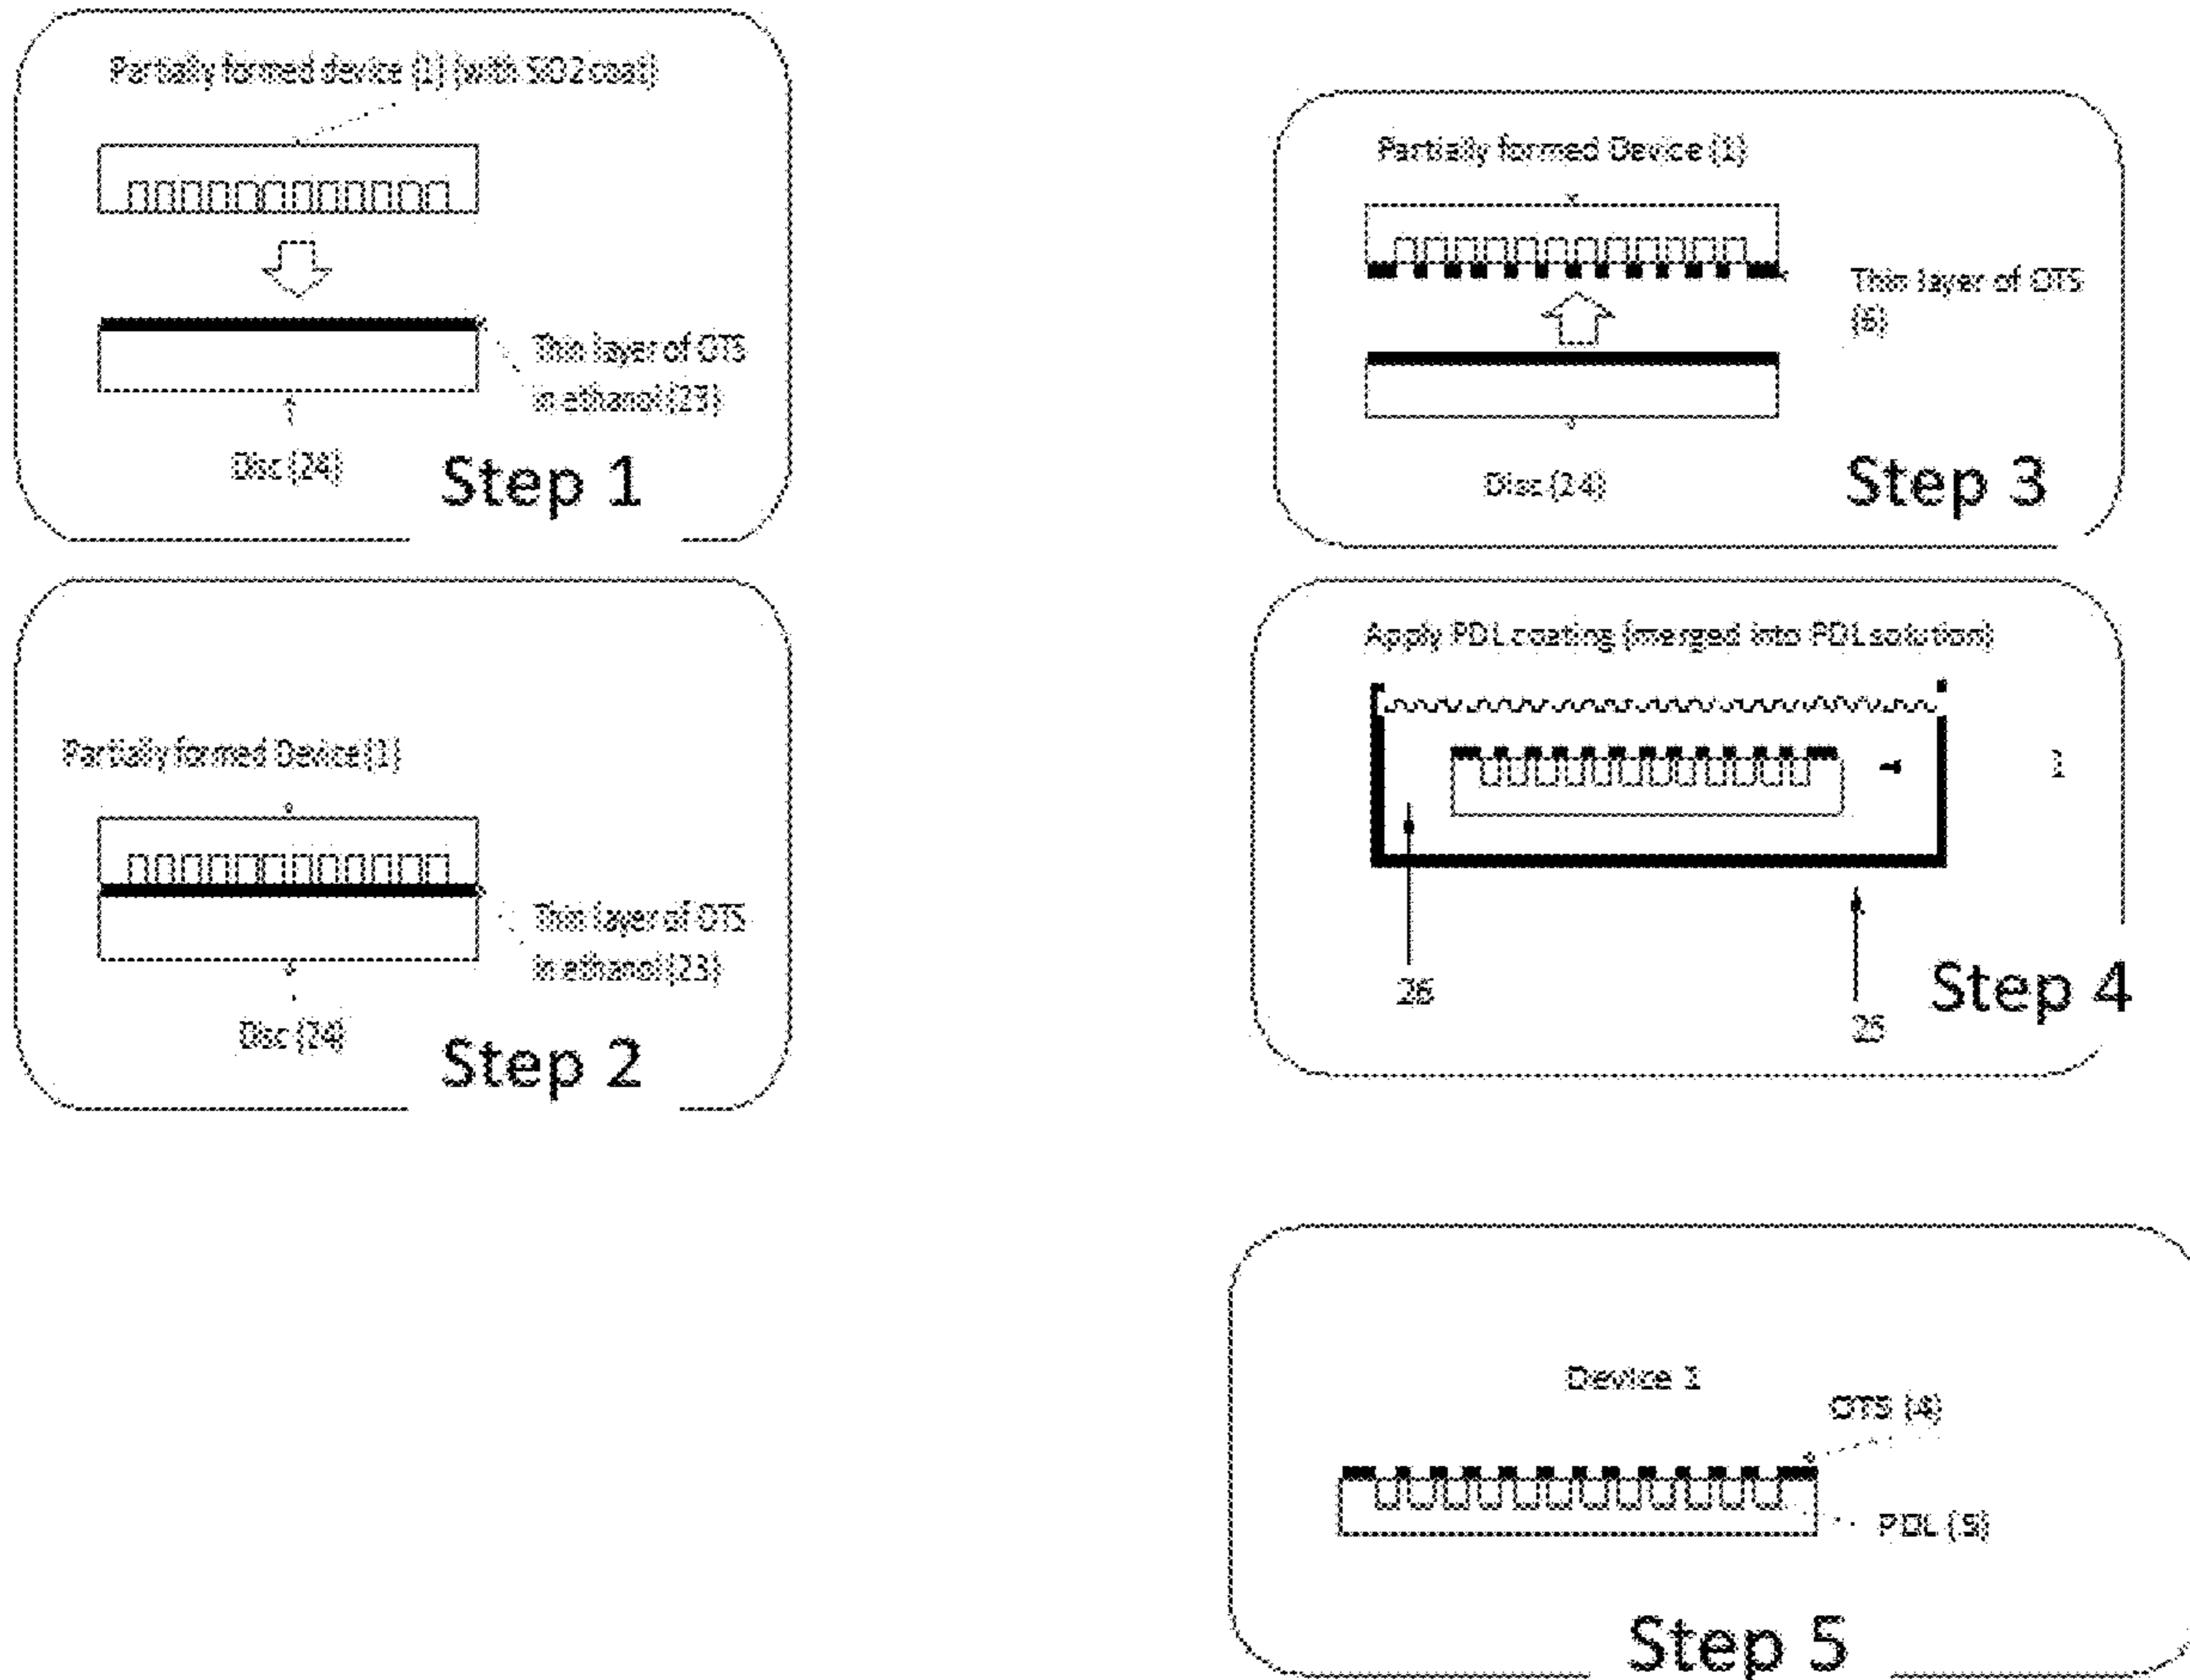 Partially formed device (1) (with SiO2 coat)
Thin layer of OTS
in ethanol (23)
Disc (24)
Step 1
Partially formed Device (1)
Thin layer of OTS
in ethanol (23)
Disc (24)
Step 2
Partially formed Device (1)
Thin layer of OTS
(6)
Disc (24)
Step 3
Apply PDL coating (merged into PDL solution)
1
26
25
Step 4
Device 1
OTS (4)
PDL (5)
Step 5